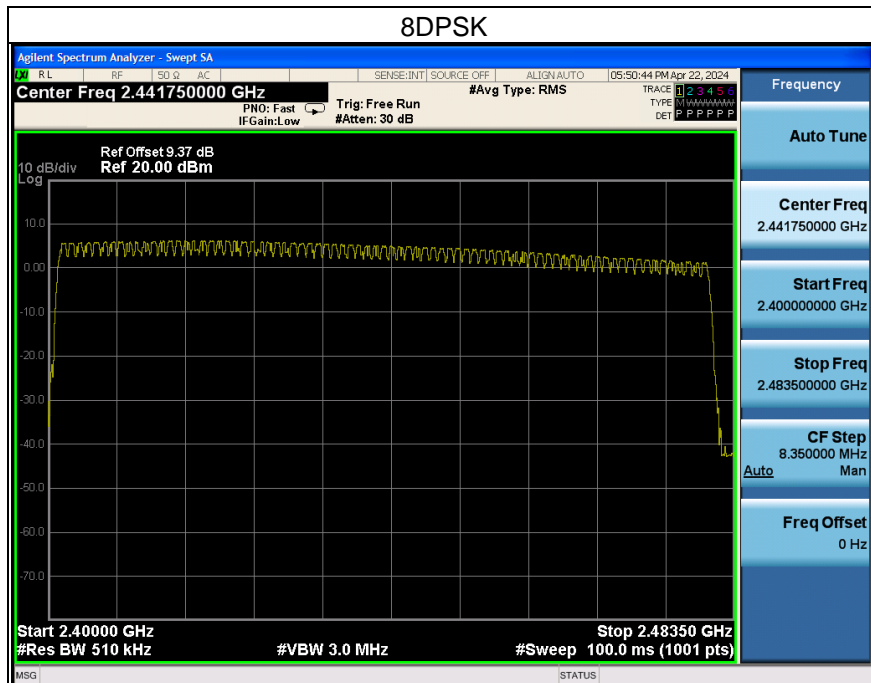 8DPSK
Agilent Spectrum Analyzer - Swept SA
LXI RL RF 50 Ω AC SENSE:INT SOURCE OFF ALIGN AUTO 05:50:44 PM Apr 22, 2024
Center Freq 2.441750000 GHz #Avg Type: RMS TRACE 1 2 3 4 5 6
PNO: Fast Trig: Free Run TYPE M WWWWW
IFGain:Low #Atten: 30 dB DET P P P P P P
Frequency
Auto Tune
Center Freq
2.441750000 GHz
Start Freq
2.400000000 GHz
Stop Freq
2.483500000 GHz
CF Step
8.350000 MHz
Auto Man
Freq Offset
0 Hz
Ref Offset 9.37 dB
10 dB/div Ref 20.00 dBm
Log
10.0
0.00
-10.0
-20.0
-30.0
-40.0
-50.0
-60.0
-70.0
Start 2.40000 GHz Stop 2.48350 GHz
#Res BW 510 kHz #VBW 3.0 MHz #Sweep 100.0 ms (1001 pts)
MSG STATUS